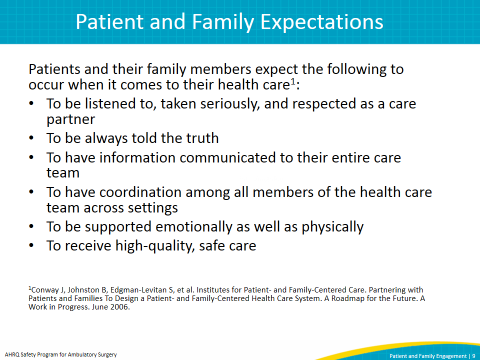 Patient and Family Expectations
Patients and their family members expect the following to
occur when it comes to their health care¹:
• To be listened to, taken seriously, and respected as a care
partner
• To be always told the truth
• To have information communicated to their entire care
team
• To have coordination among all members of the health care
team across settings
• To be supported emotionally as well as physically
• To receive high-quality, safe care
¹Conway J, Johnston B, Edgman-Levitan S, et al. Institutes for Patient- and Family-Centered Care. Partnering with
Patients and Families To Design a Patient- and Family-Centered Health Care System. A Roadmap for the Future. A
Work in Progress. June 2006.
AHRQ Safety Program for Ambulatory Surgery
Patient and Family Engagement | 9